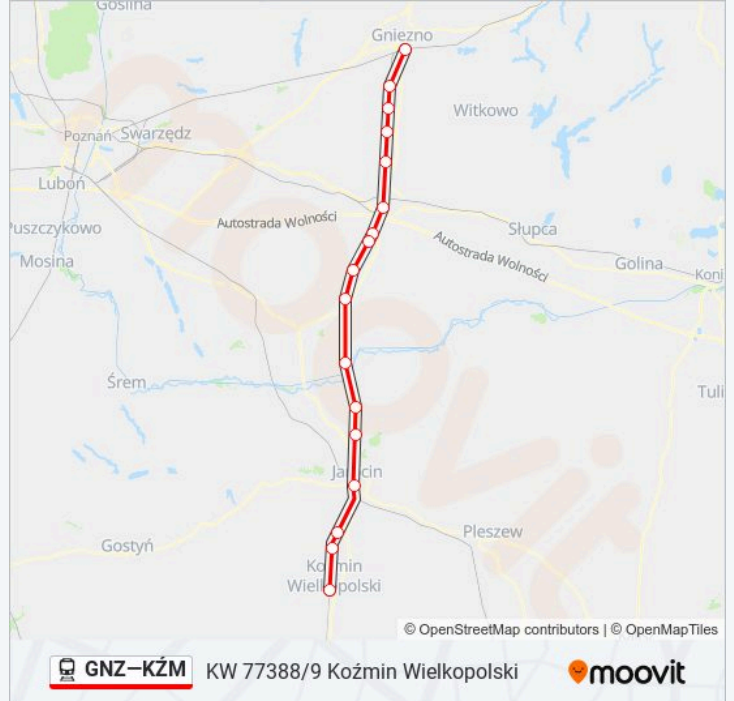 Goślina
Gniezno
Witkowo
Poznań
Swarzędz
Luboń
Autostrada Wolności
Słupca
Puszczykowo
Autostrada Wolności
Mosina
Golina
Koni
Śrem
Tuli
Jarocin
Pleszew
Gostyń
Koźmin
Wielkopolski
© OpenStreetMap contributors | © OpenMapTiles
GNZ—KŹM
KW 77388/9 Koźmin Wielkopolski
moovit